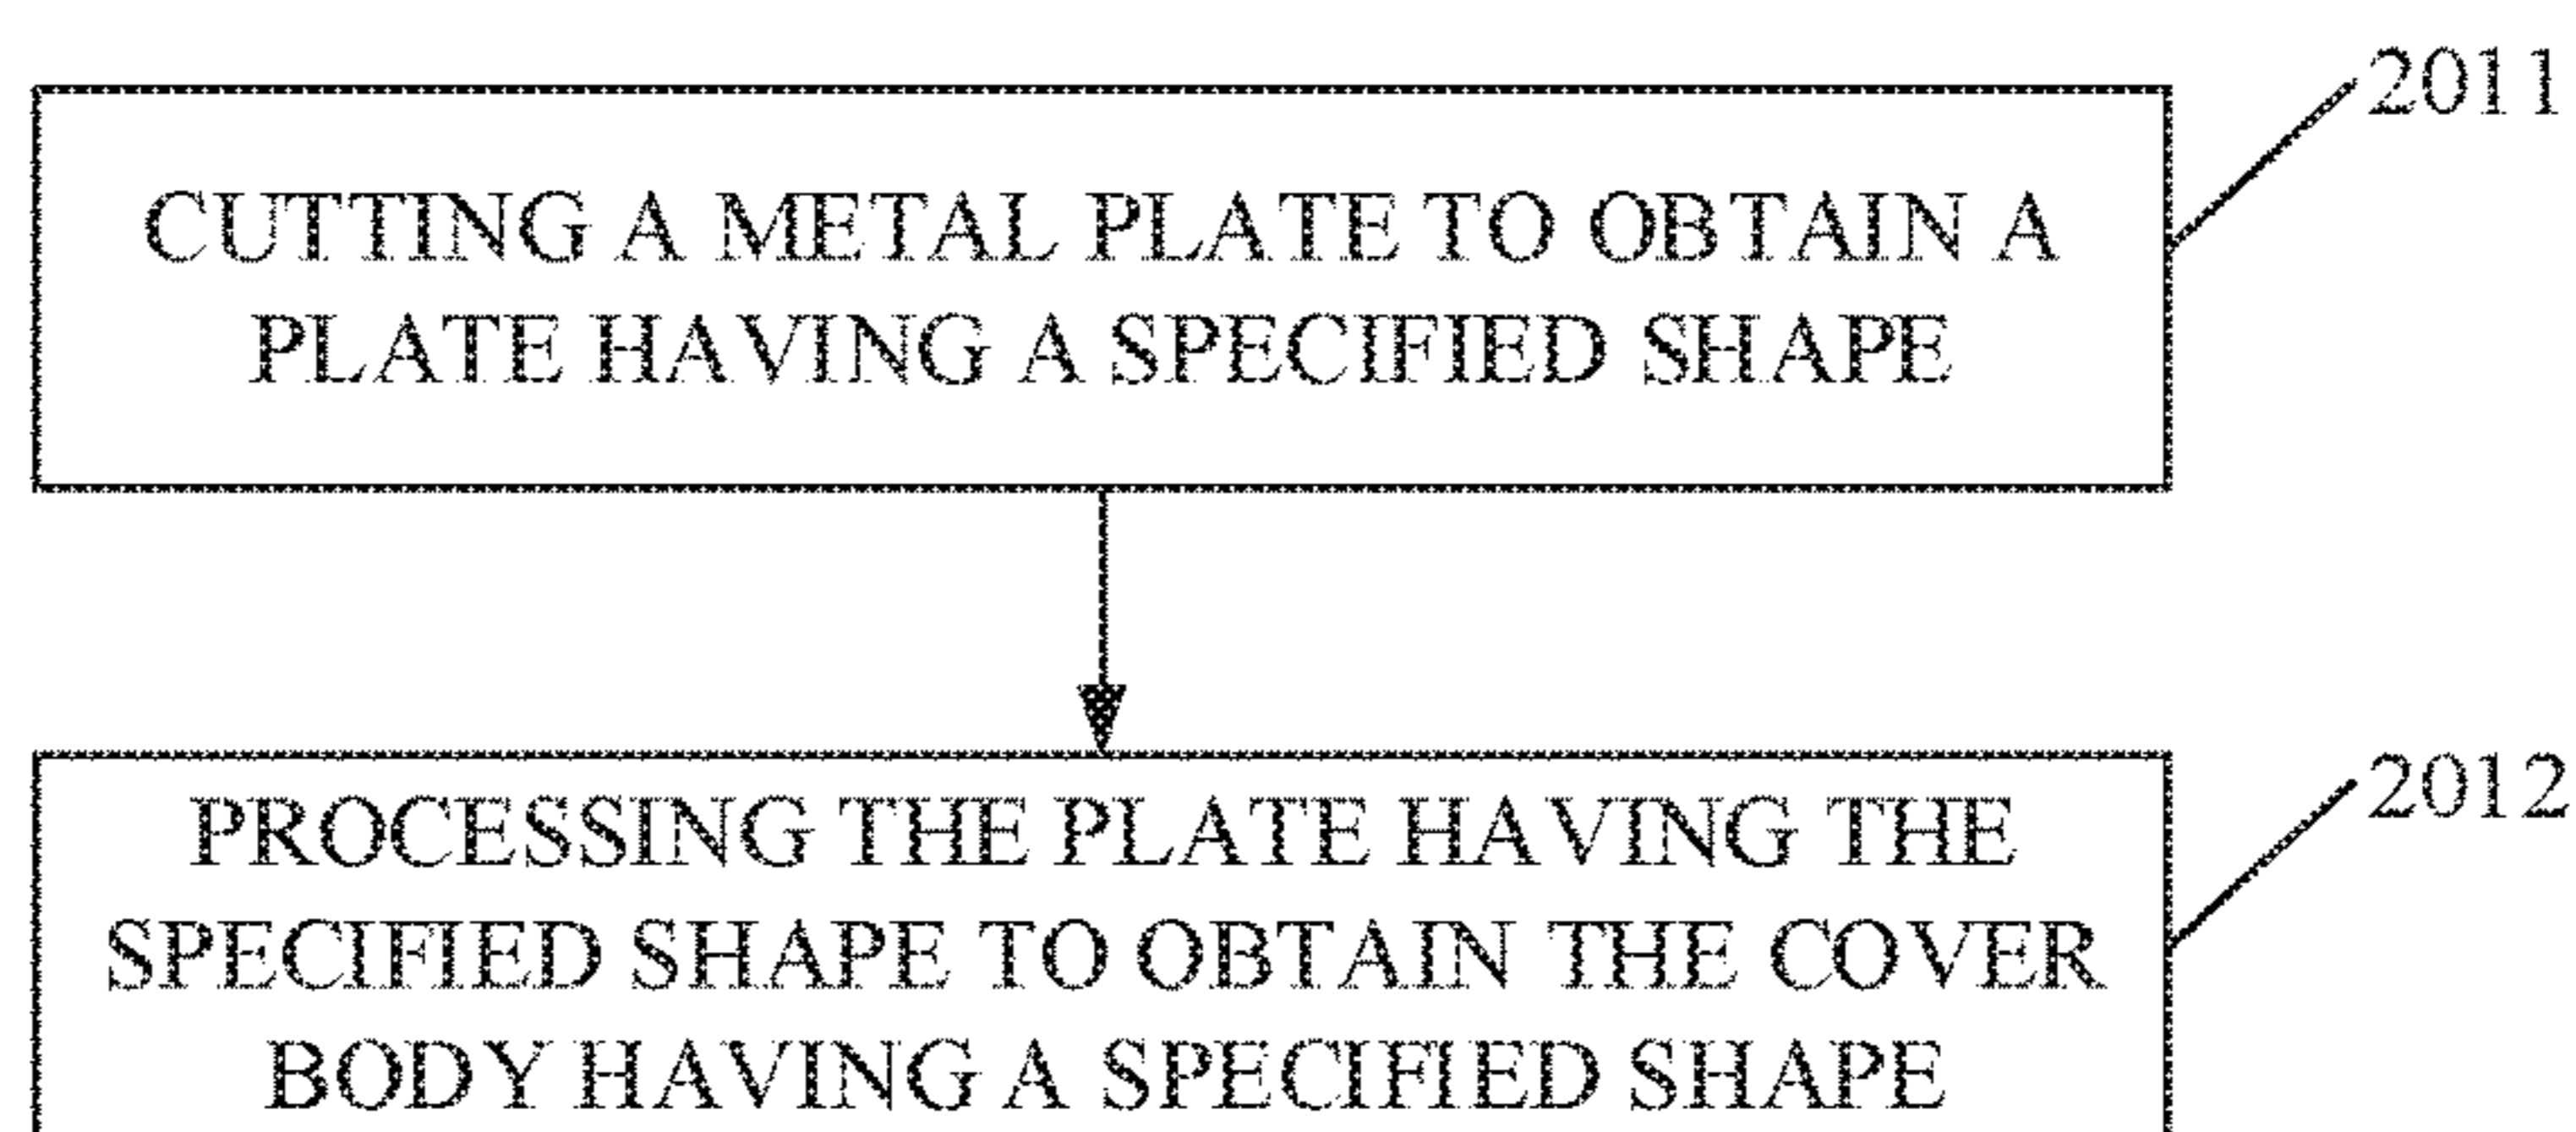 2011
CUTTING A METAL PLATE TO OBTAIN A
PLATE HAVING A SPECIFIED SHAPE
2012
PROCESSING THE PLATE HAVING THE
SPECIFIED SHAPE TO OBTAIN THE COVER
BODY HAVING A SPECIFIED SHAPE